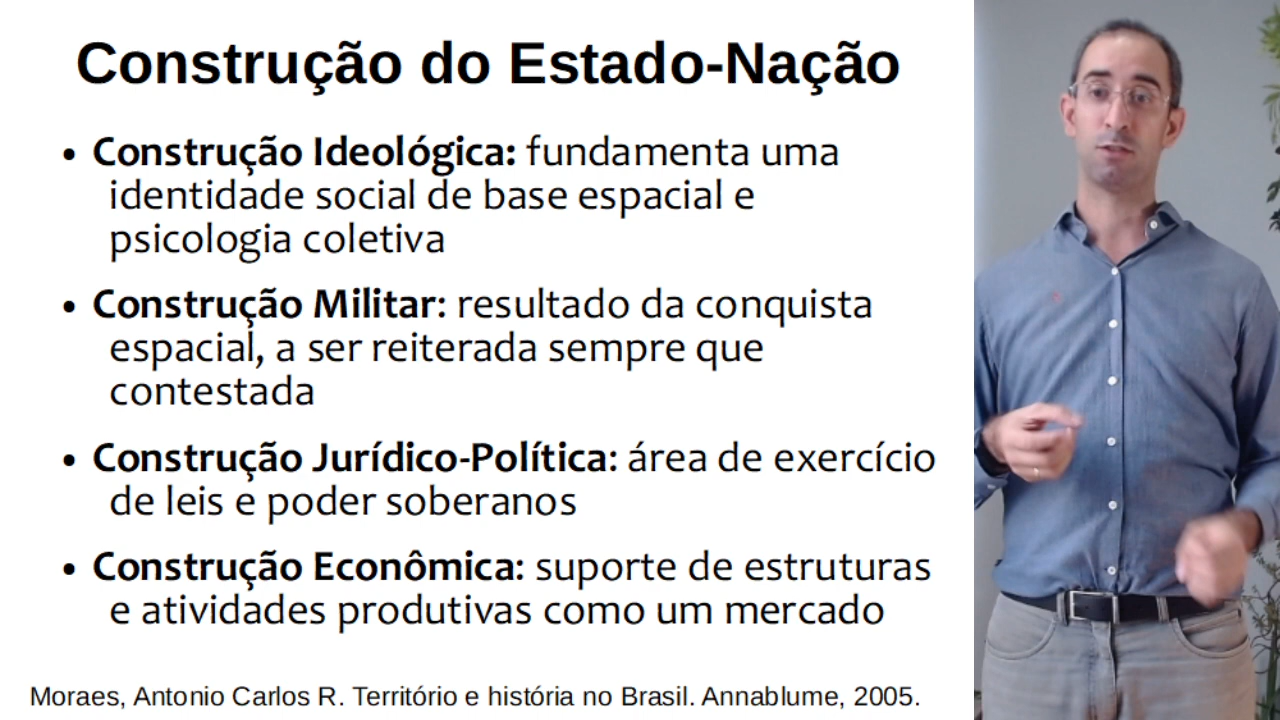 Construção do Estado-Nação
• Construção Ideológica: fundamenta uma
identidade social de base espacial e
psicologia coletiva
• Construção Militar: resultado da conquista
espacial, a ser reiterada sempre que
contestada
• Construção Jurídico-Política: área de exercício
de leis e poder soberanos
• Construção Econômica: suporte de estruturas
e atividades produtivas como um mercado
Moraes, Antonio Carlos R. Território e história no Brasil. Annablume, 2005.